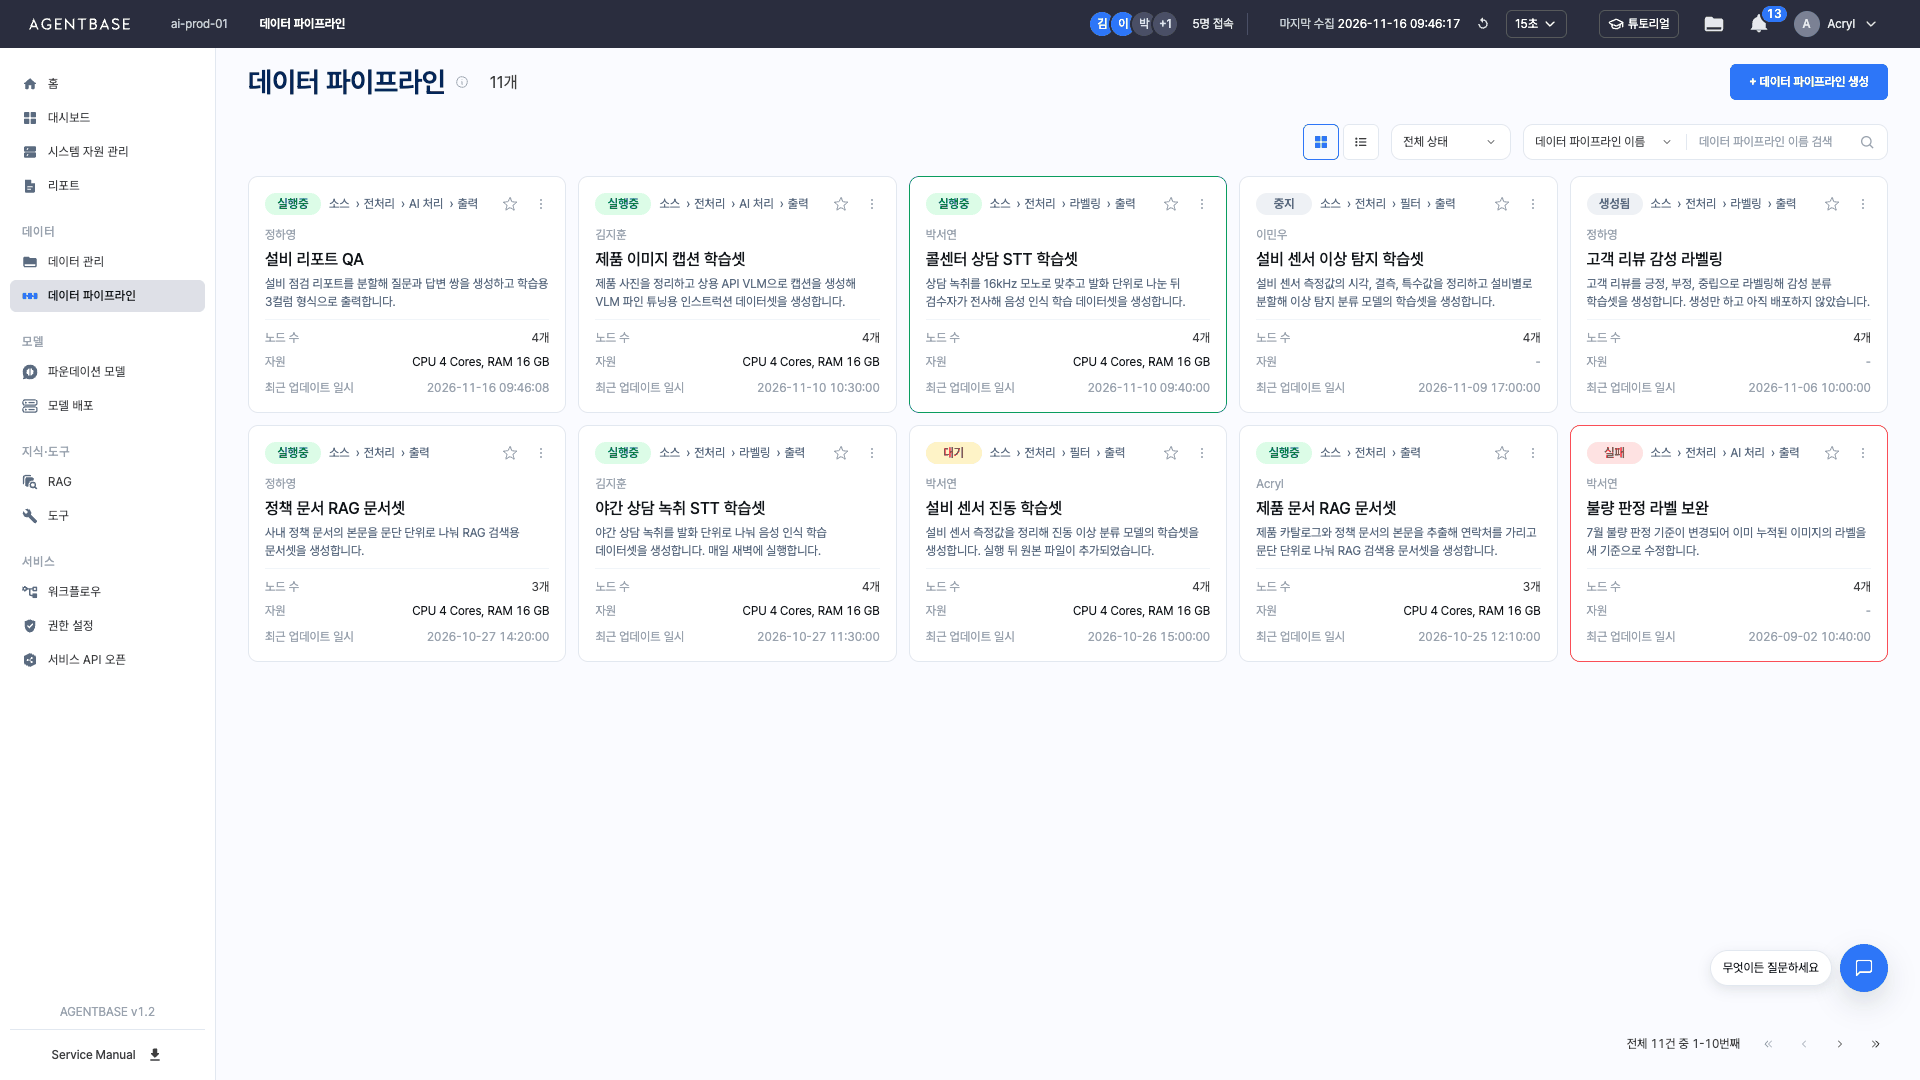 AGENTBASE
ai-prod-01
데이터 파이프라인
김 이 박 +1
5명 접속
마지막 수집 2026-11-16 09:46:17
15초
튜토리얼
13
A
Acryl
홈
대시보드
시스템 자원 관리
리포트
데이터
데이터 관리
데이터 파이프라인
모델
파운데이션 모델
모델 배포
지식·도구
RAG
도구
서비스
워크플로우
권한 설정
서비스 API 오픈
AGENTBASE v1.2
Service Manual
데이터 파이프라인
11개
+ 데이터 파이프라인 생성
전체 상태
데이터 파이프라인 이름
데이터 파이프라인 이름 검색
실행중 소스 › 전처리 › AI 처리 › 출력
정하영
설비 리포트 QA
설비 점검 리포트를 분할해 질문과 답변 쌍을 생성하고 학습용
3컬럼 형식으로 출력합니다.
노드 수 4개
자원 CPU 4 Cores, RAM 16 GB
최근 업데이트 일시 2026-11-16 09:46:08
실행중 소스 › 전처리 › AI 처리 › 출력
김지훈
제품 이미지 캡션 학습셋
제품 사진을 정리하고 상용 API VLM으로 캡션을 생성해
VLM 파인 튜닝용 인스트럭션 데이터셋을 생성합니다.
노드 수 4개
자원 CPU 4 Cores, RAM 16 GB
최근 업데이트 일시 2026-11-10 10:30:00
실행중 소스 › 전처리 › 라벨링 › 출력
박서연
콜센터 상담 STT 학습셋
상담 녹취를 16kHz 모노로 맞추고 발화 단위로 나눈 뒤
검수자가 전사해 음성 인식 학습 데이터셋을 생성합니다.
노드 수 4개
자원 CPU 4 Cores, RAM 16 GB
최근 업데이트 일시 2026-11-10 09:40:00
중지 소스 › 전처리 › 필터 › 출력
이민우
설비 센서 이상 탐지 학습셋
설비 센서 측정값의 시각, 결측, 특수값을 정리하고 설비별로
분할해 이상 탐지 분류 모델의 학습셋을 생성합니다.
노드 수 4개
자원 -
최근 업데이트 일시 2026-11-09 17:00:00
생성됨 소스 › 전처리 › 라벨링 › 출력
정하영
고객 리뷰 감성 라벨링
고객 리뷰를 긍정, 부정, 중립으로 라벨링해 감성 분류
학습셋을 생성합니다. 생성만 하고 아직 배포하지 않았습니다.
노드 수 4개
자원 -
최근 업데이트 일시 2026-11-06 10:00:00
실행중 소스 › 전처리 › 출력
정하영
정책 문서 RAG 문서셋
사내 정책 문서의 본문을 문단 단위로 나눠 RAG 검색용
문서셋을 생성합니다.
노드 수 3개
자원 CPU 4 Cores, RAM 16 GB
최근 업데이트 일시 2026-10-27 14:20:00
실행중 소스 › 전처리 › 라벨링 › 출력
김지훈
야간 상담 녹취 STT 학습셋
야간 상담 녹취를 발화 단위로 나눠 음성 인식 학습
데이터셋을 생성합니다. 매일 새벽에 실행합니다.
노드 수 4개
자원 CPU 4 Cores, RAM 16 GB
최근 업데이트 일시 2026-10-27 11:30:00
대기 소스 › 전처리 › 필터 › 출력
박서연
설비 센서 진동 학습셋
설비 센서 측정값을 정리해 진동 이상 분류 모델의 학습셋을
생성합니다. 실행 뒤 원본 파일이 추가되었습니다.
노드 수 4개
자원 CPU 4 Cores, RAM 16 GB
최근 업데이트 일시 2026-10-26 15:00:00
실행중 소스 › 전처리 › 출력
Acryl
제품 문서 RAG 문서셋
제품 카탈로그와 정책 문서의 본문을 추출해 연락처를 가리고
문단 단위로 나눠 RAG 검색용 문서셋을 생성합니다.
노드 수 3개
자원 CPU 4 Cores, RAM 16 GB
최근 업데이트 일시 2026-10-25 12:10:00
실패 소스 › 전처리 › AI 처리 › 출력
박서연
불량 판정 라벨 보완
7월 불량 판정 기준이 변경되어 이미 누적된 이미지의 라벨을
새 기준으로 수정합니다.
노드 수 4개
자원 -
최근 업데이트 일시 2026-09-02 10:40:00
무엇이든 질문하세요
전체 11건 중 1-10번째